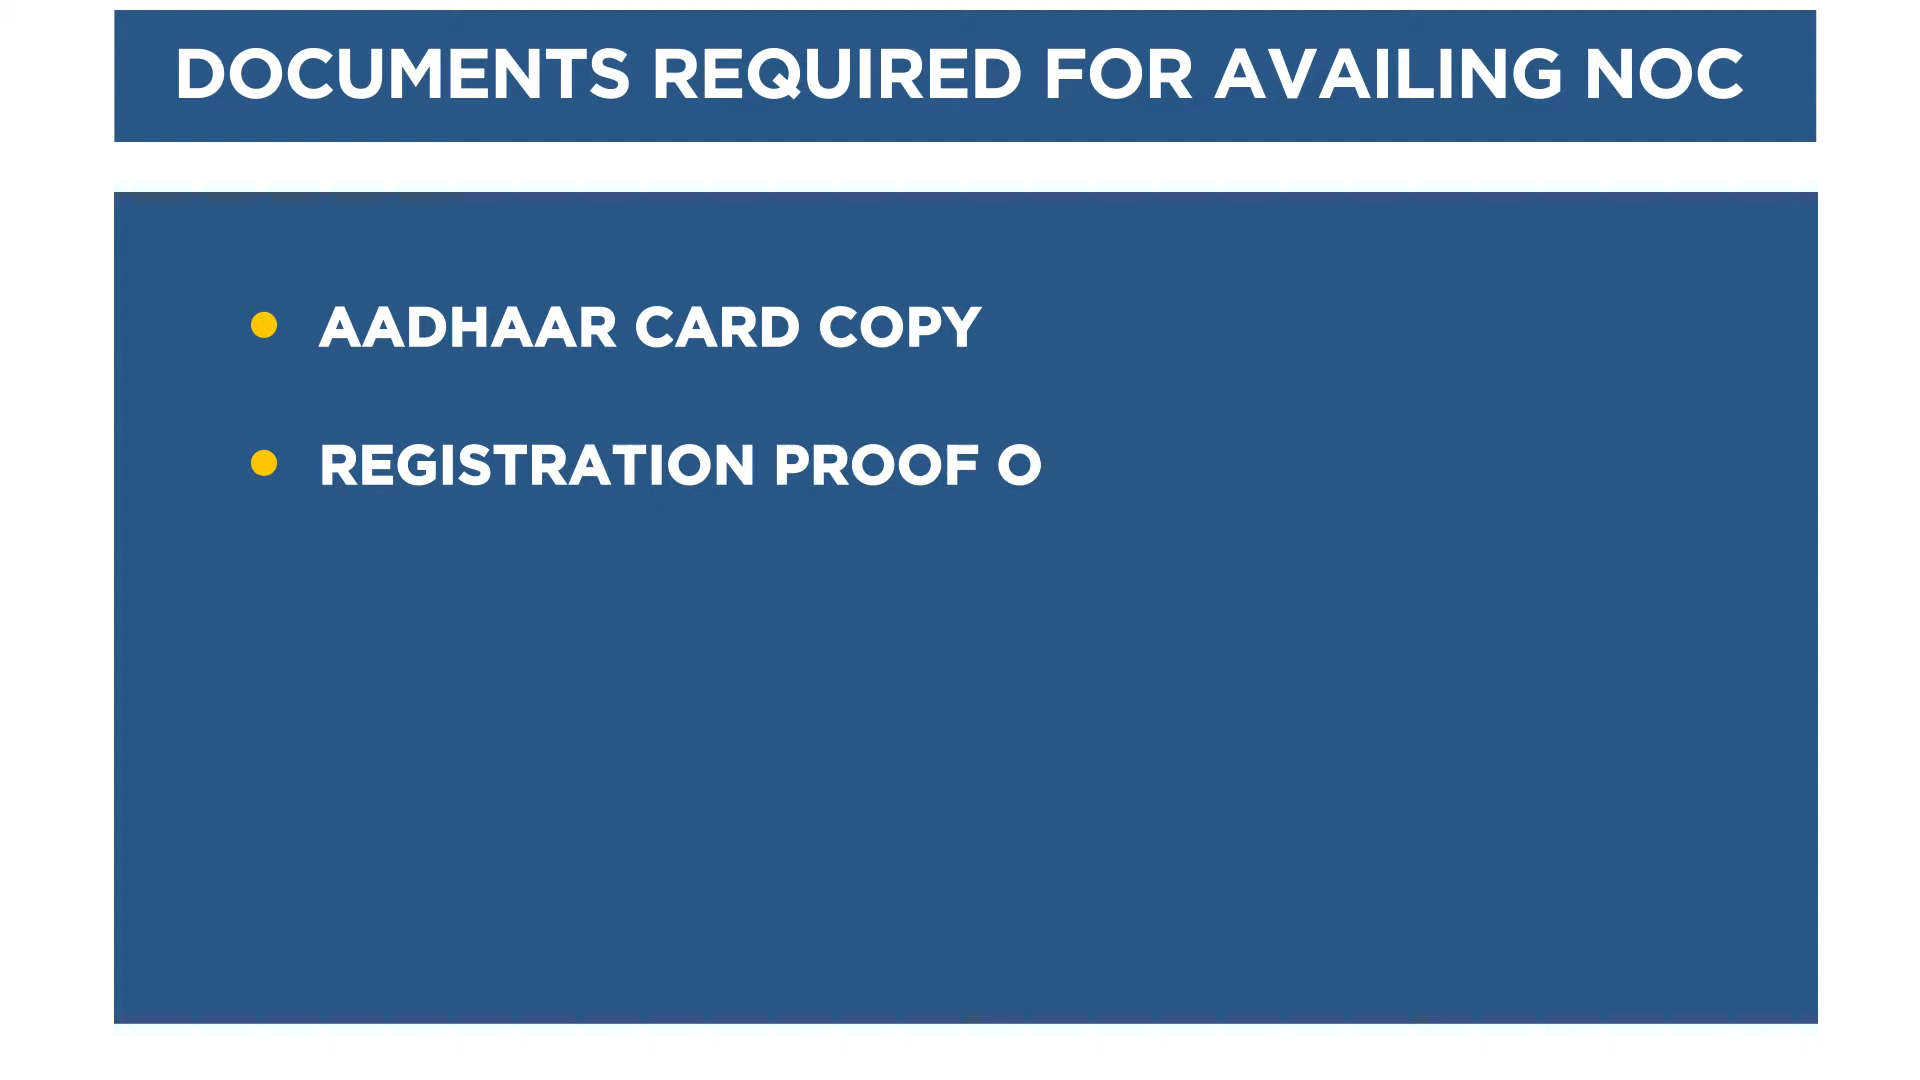 DOCUMENTS REQUIRED FOR AVAILING NOC
AADHAAR CARD COPY
REGISTRATION PROOF O